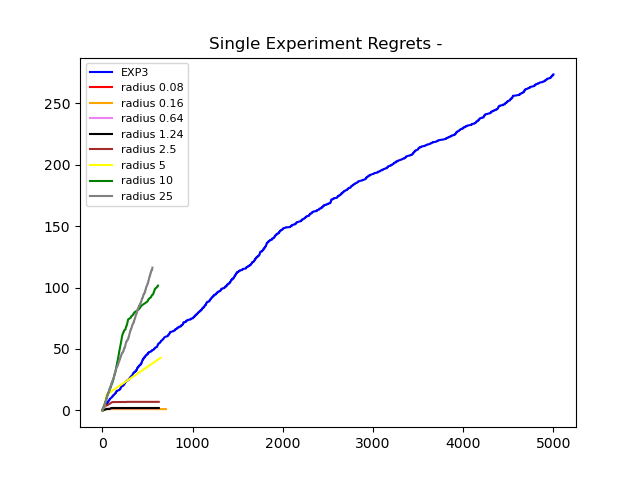 Single Experiment Regrets -
EXP3
radius 0.08
radius 0.16
radius 0.64
radius 1.24
radius 2.5
radius 5
radius 10
radius 25
250
200
150
100
50
0
0 1000 2000 3000 4000 5000